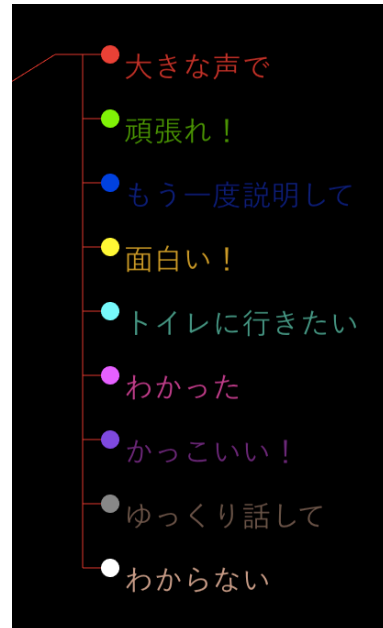 大きな声で
頑張れ！
もう一度説明して
面白い！
トイレに行きたい
わかった
かっこいい！
ゆっくり話して
わからない